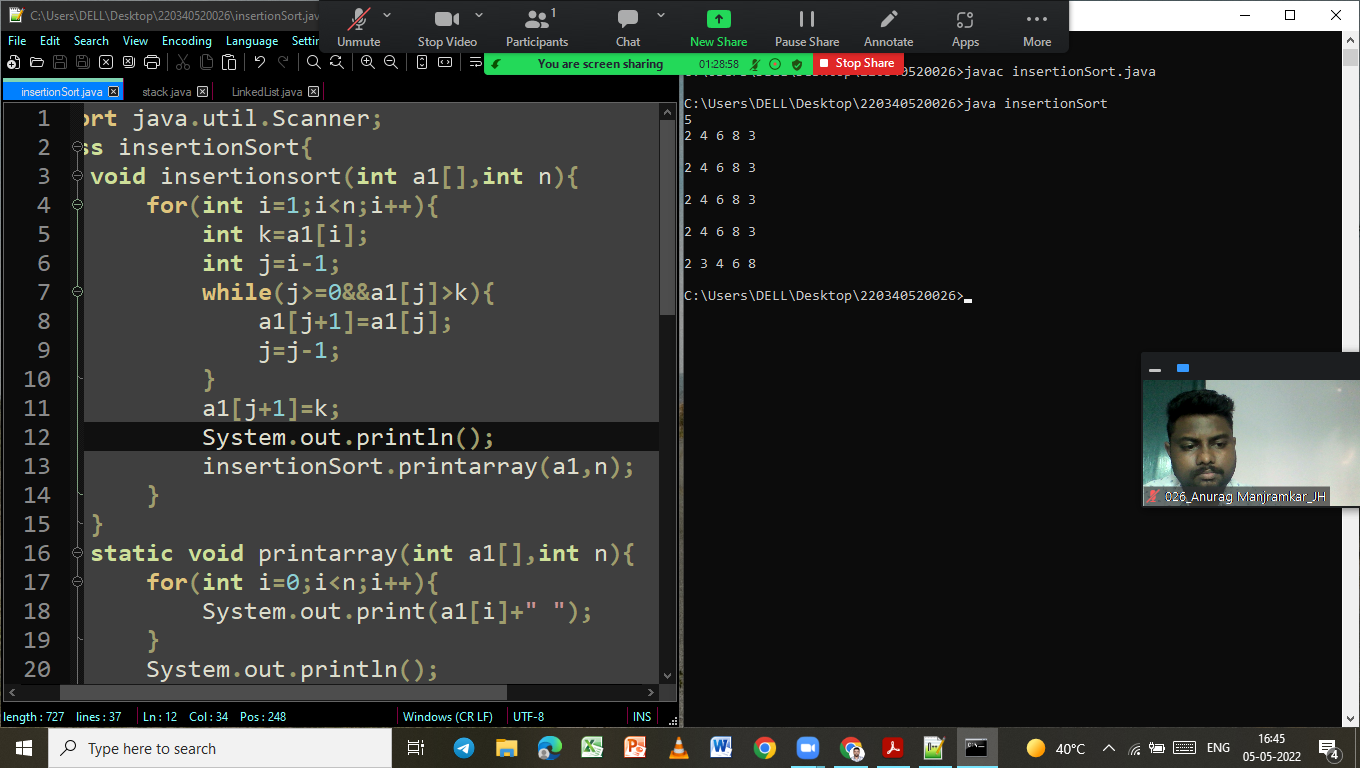 C:\Users\DELL\Desktop\220340520026\insertionSort.jav
File Edit Search View Encoding Language Settin
Unmute Stop Video Participants 1 Chat New Share Pause Share Annotate Apps More
You are screen sharing 01:28:58 Stop Share
insertionSort.java stack.java LinkedList.java
1 ort java.util.Scanner;
2 ss insertionSort{
3 void insertionsort(int a1[],int n){
4 for(int i=1;i<n;i++){
5 int k=a1[i];
6 int j=i-1;
7 while(j>=0&&a1[j]>k){
8 a1[j+1]=a1[j];
9 j=j-1;
10 }
11 a1[j+1]=k;
12 System.out.println();
13 insertionSort.printarray(a1,n);
14 }
15 }
16 static void printarray(int a1[],int n){
17 for(int i=0;i<n;i++){
18 System.out.print(a1[i]+" ");
19 }
20 System.out.println();
length : 727 lines : 37 Ln : 12 Col : 34 Pos : 248 Windows (CR LF) UTF-8 INS
520026>javac insertionSort.java
C:\Users\DELL\Desktop\220340520026>java insertionSort
5
2 4 6 8 3
2 4 6 8 3
2 4 6 8 3
2 4 6 8 3
2 3 4 6 8
C:\Users\DELL\Desktop\220340520026>
026_Anurag Manjramkar_JH
Type here to search
40°C ENG 16:45
05-05-2022 4